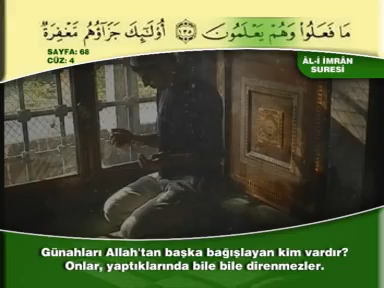 مَا فَعَلُوا وَهُمْ يَعْلَمُونَ ﴿١٣٥﴾ أُولَٰئِكَ جَزَاؤُهُمْ مَغْفِرَةٌ
SAYFA: 68
CÜZ: 4
ÂL-İ İMRÂN
SURESİ
Günahları Allah'tan başka bağışlayan kim vardır?
Onlar, yaptıklarında bile bile direnmezler.